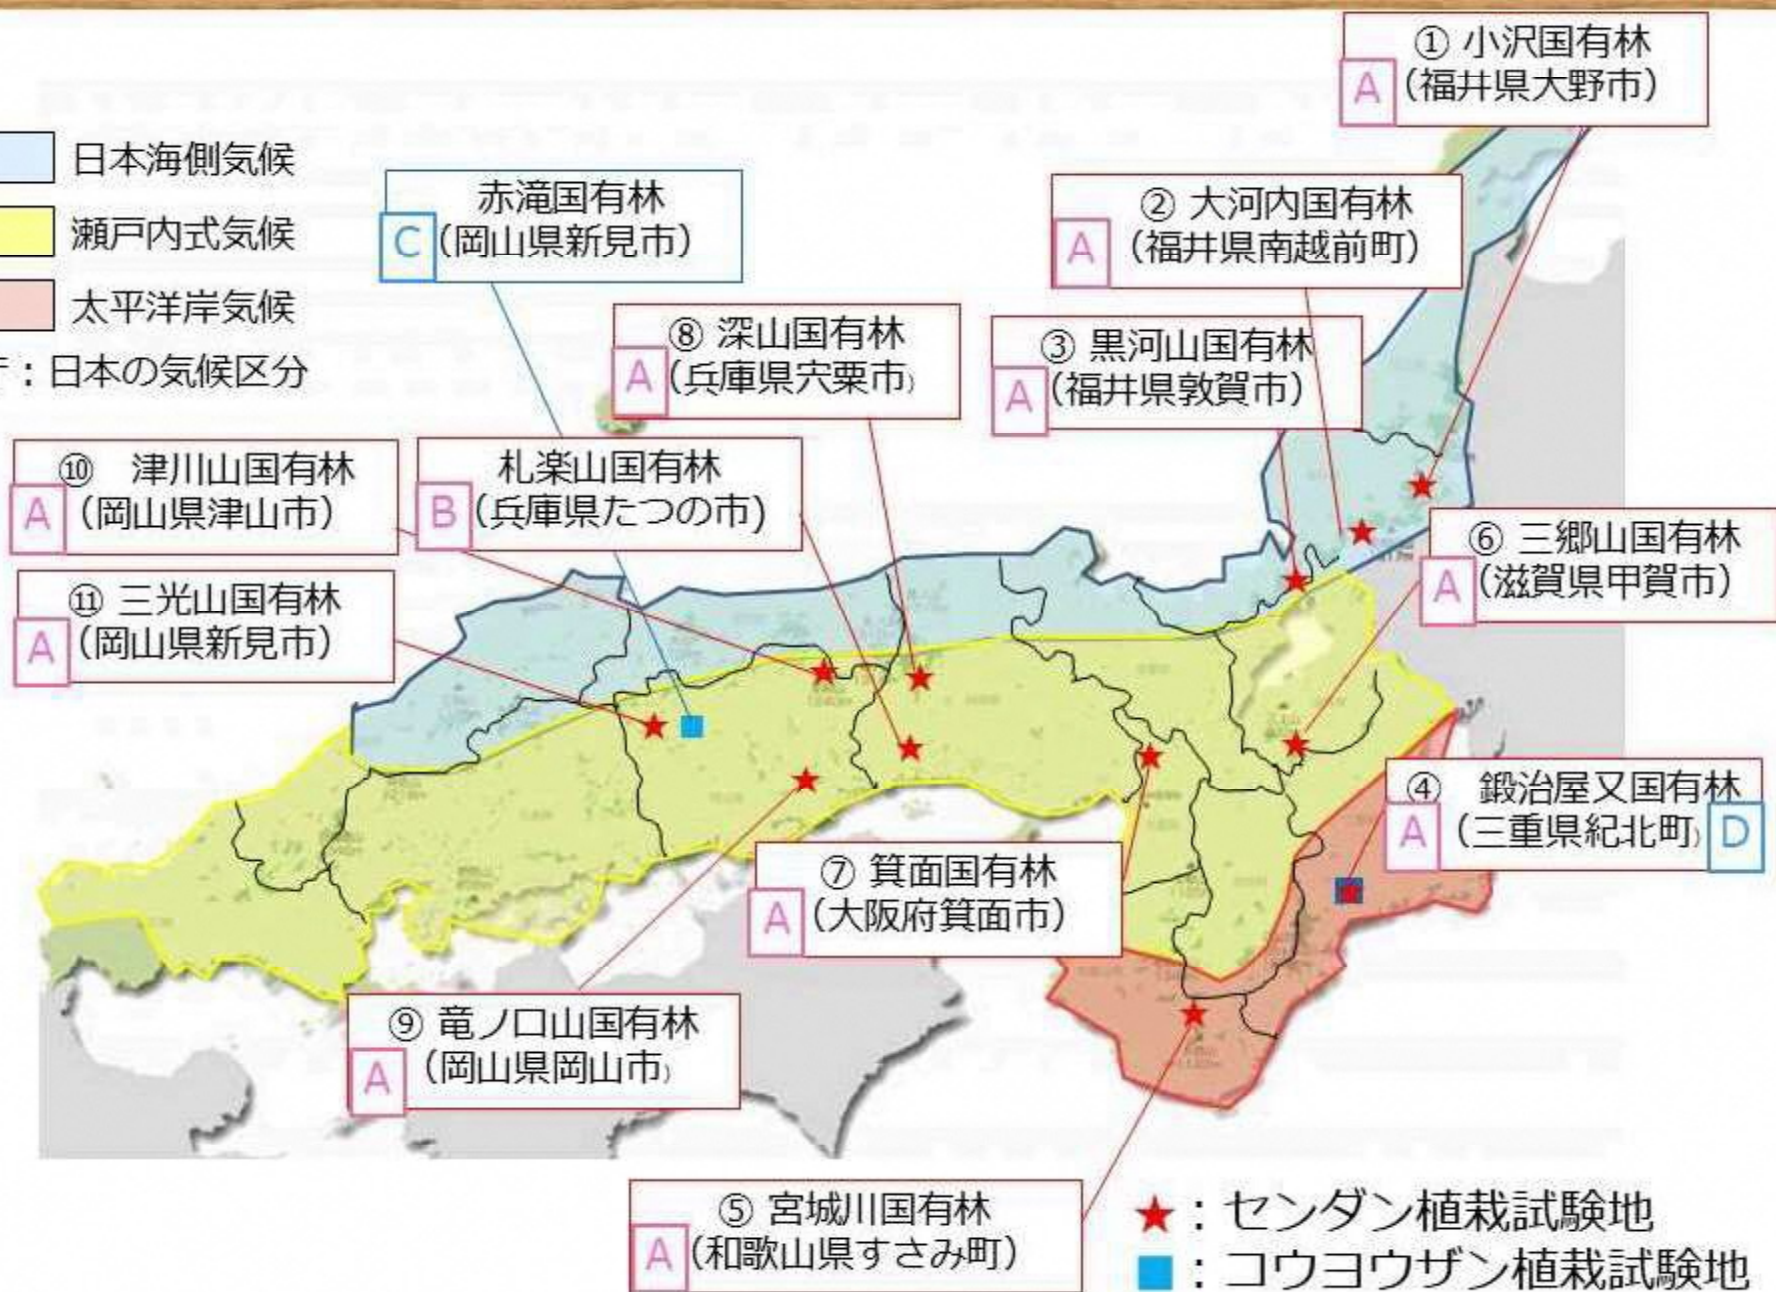 ① 小沢国有林
A (福井県大野市)
日本海側気候
瀬戸内式気候
太平洋岸気候
：日本の気候区分
赤滝国有林
C (岡山県新見市)
② 大河内国有林
A (福井県南越前町)
⑧ 深山国有林
A (兵庫県宍粟市)
③ 黒河山国有林
A (福井県敦賀市)
⑩ 津川山国有林
A (岡山県津山市)
札楽山国有林
B (兵庫県たつの市)
⑥ 三郷山国有林
A (滋賀県甲賀市)
⑪ 三光山国有林
A (岡山県新見市)
④ 鍛治屋又国有林
A (三重県紀北町) D
⑦ 箕面国有林
A (大阪府箕面市)
⑨ 竜ノ口山国有林
A (岡山県岡山市)
⑤ 宮城川国有林
A (和歌山県すさみ町)
★：センダン植栽試験地
■：コウヨウザン植栽試験地